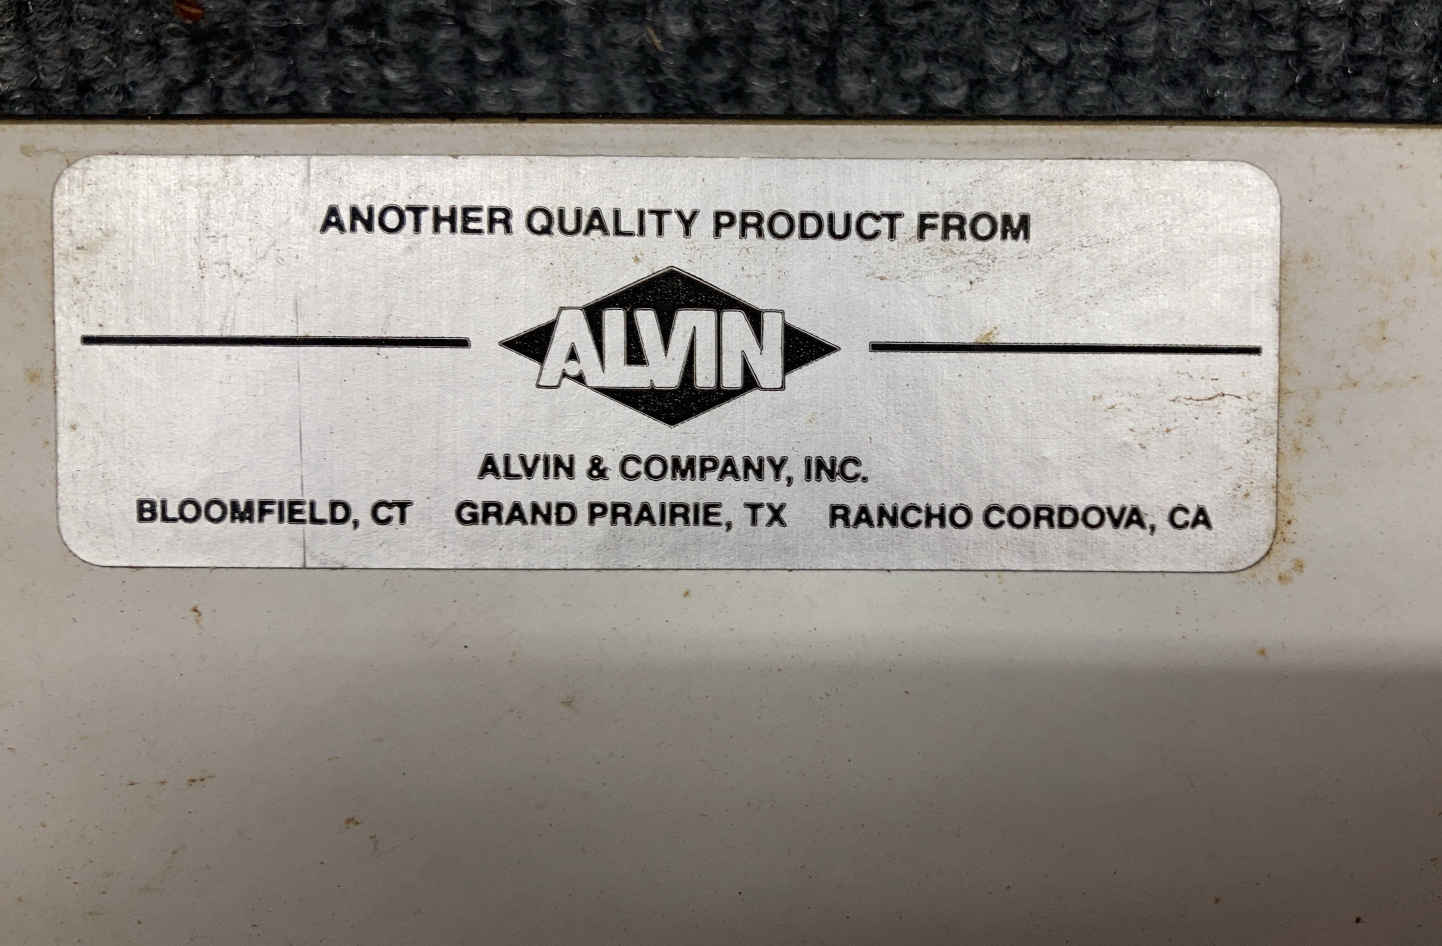 ANOTHER QUALITY PRODUCT FROM
ALVIN
ALVIN & COMPANY, INC.
BLOOMFIELD, CT GRAND PRAIRIE, TX RANCHO CORDOVA, CA